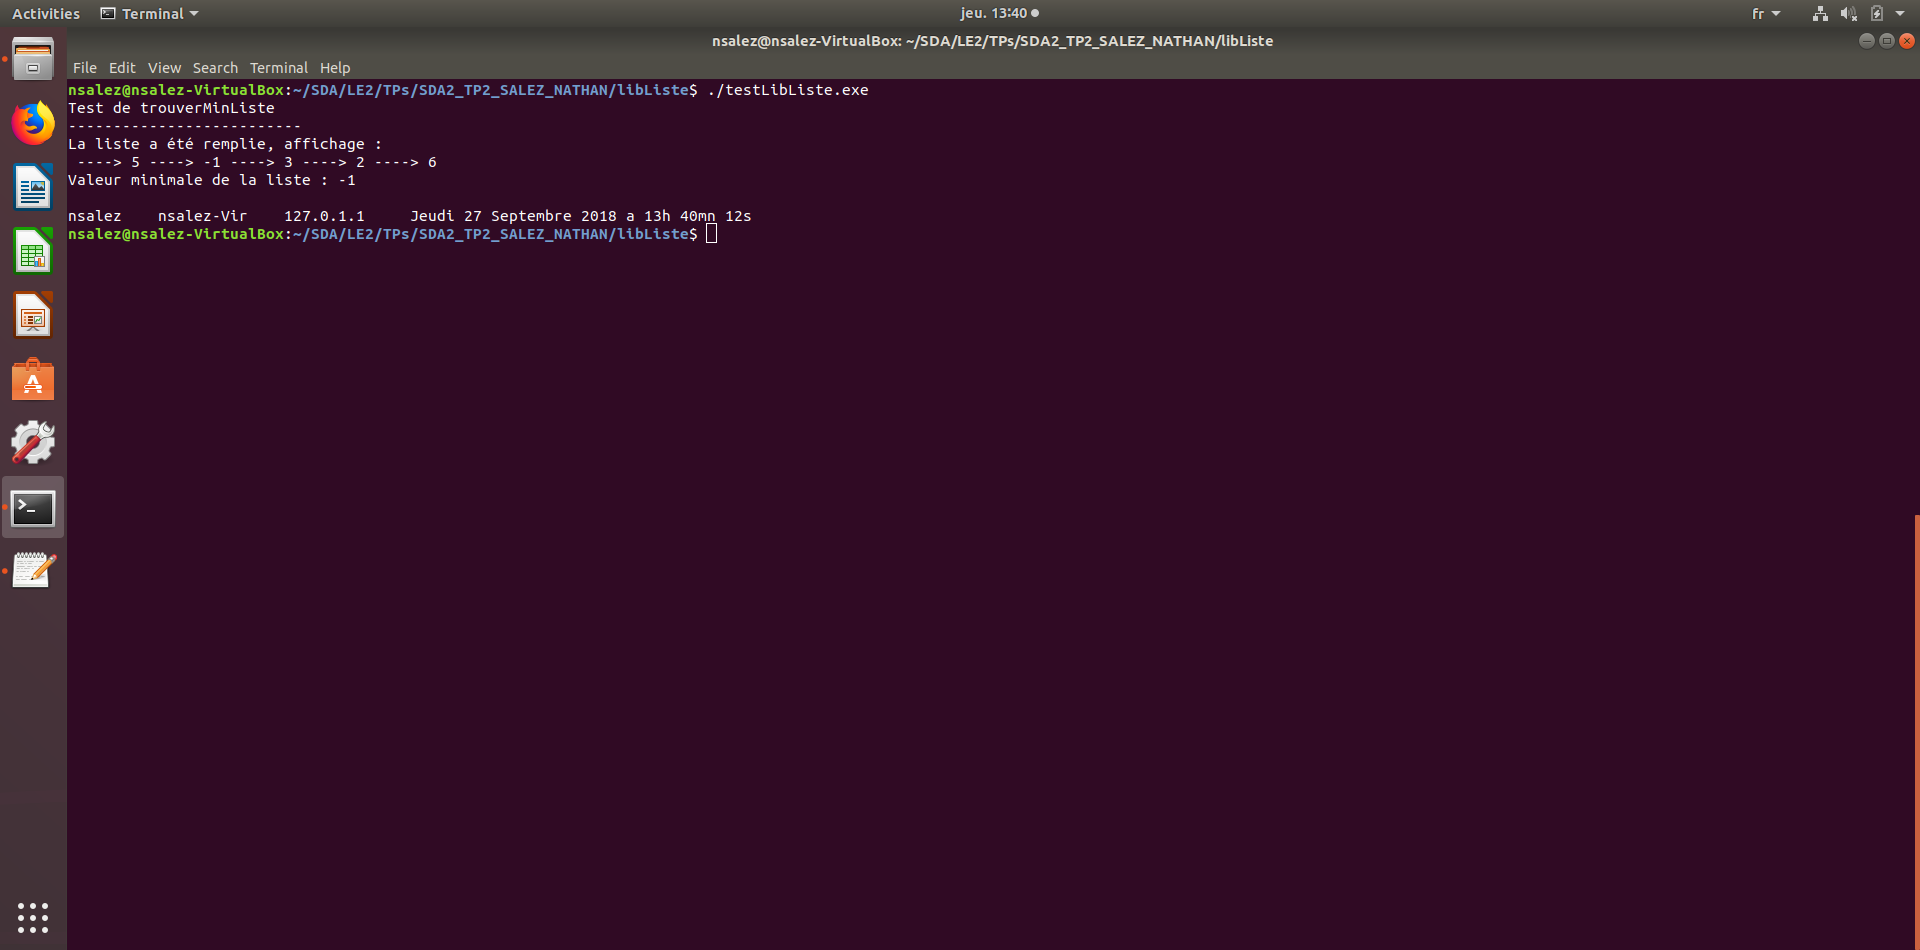 Activities Terminal jeu. 13:40 fr
nsalez@nsalez-VirtualBox: ~/SDA/LE2/TPs/SDA2_TP2_SALEZ_NATHAN/libListe
File Edit View Search Terminal Help
nsalez@nsalez-VirtualBox:~/SDA/LE2/TPs/SDA2_TP2_SALEZ_NATHAN/libListe$ ./testLibListe.exe
Test de trouverMinListe
--------------------------
La liste a été remplie, affichage :
 ----> 5 ----> -1 ----> 3 ----> 2 ----> 6
Valeur minimale de la liste : -1
nsalez    nsalez-Vir    127.0.1.1     Jeudi 27 Septembre 2018 a 13h 40mn 12s
nsalez@nsalez-VirtualBox:~/SDA/LE2/TPs/SDA2_TP2_SALEZ_NATHAN/libListe$